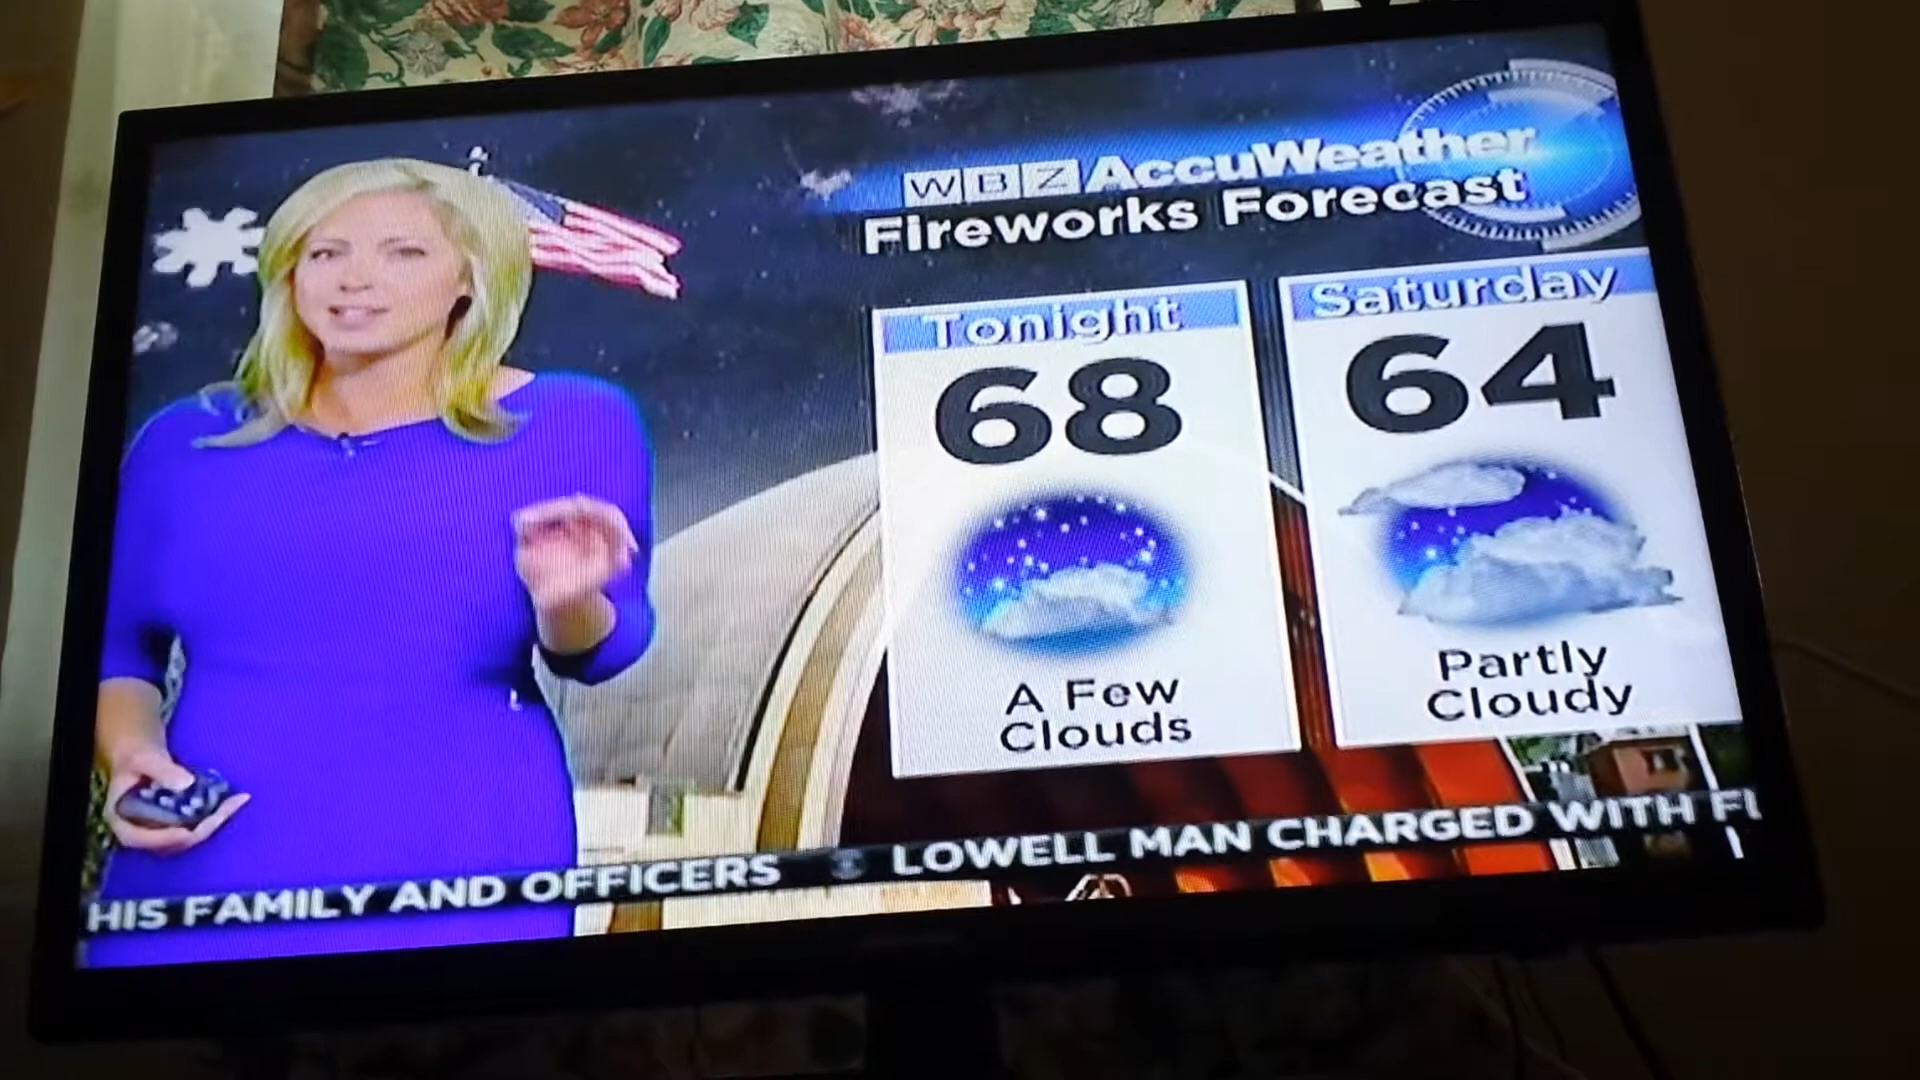 WBZ AccuWeather
Fireworks Forecast
Tonight
68
A Few
Clouds
Saturday
64
Partly
Cloudy
HIS FAMILY AND OFFICERS LOWELL MAN CHARGED WITH